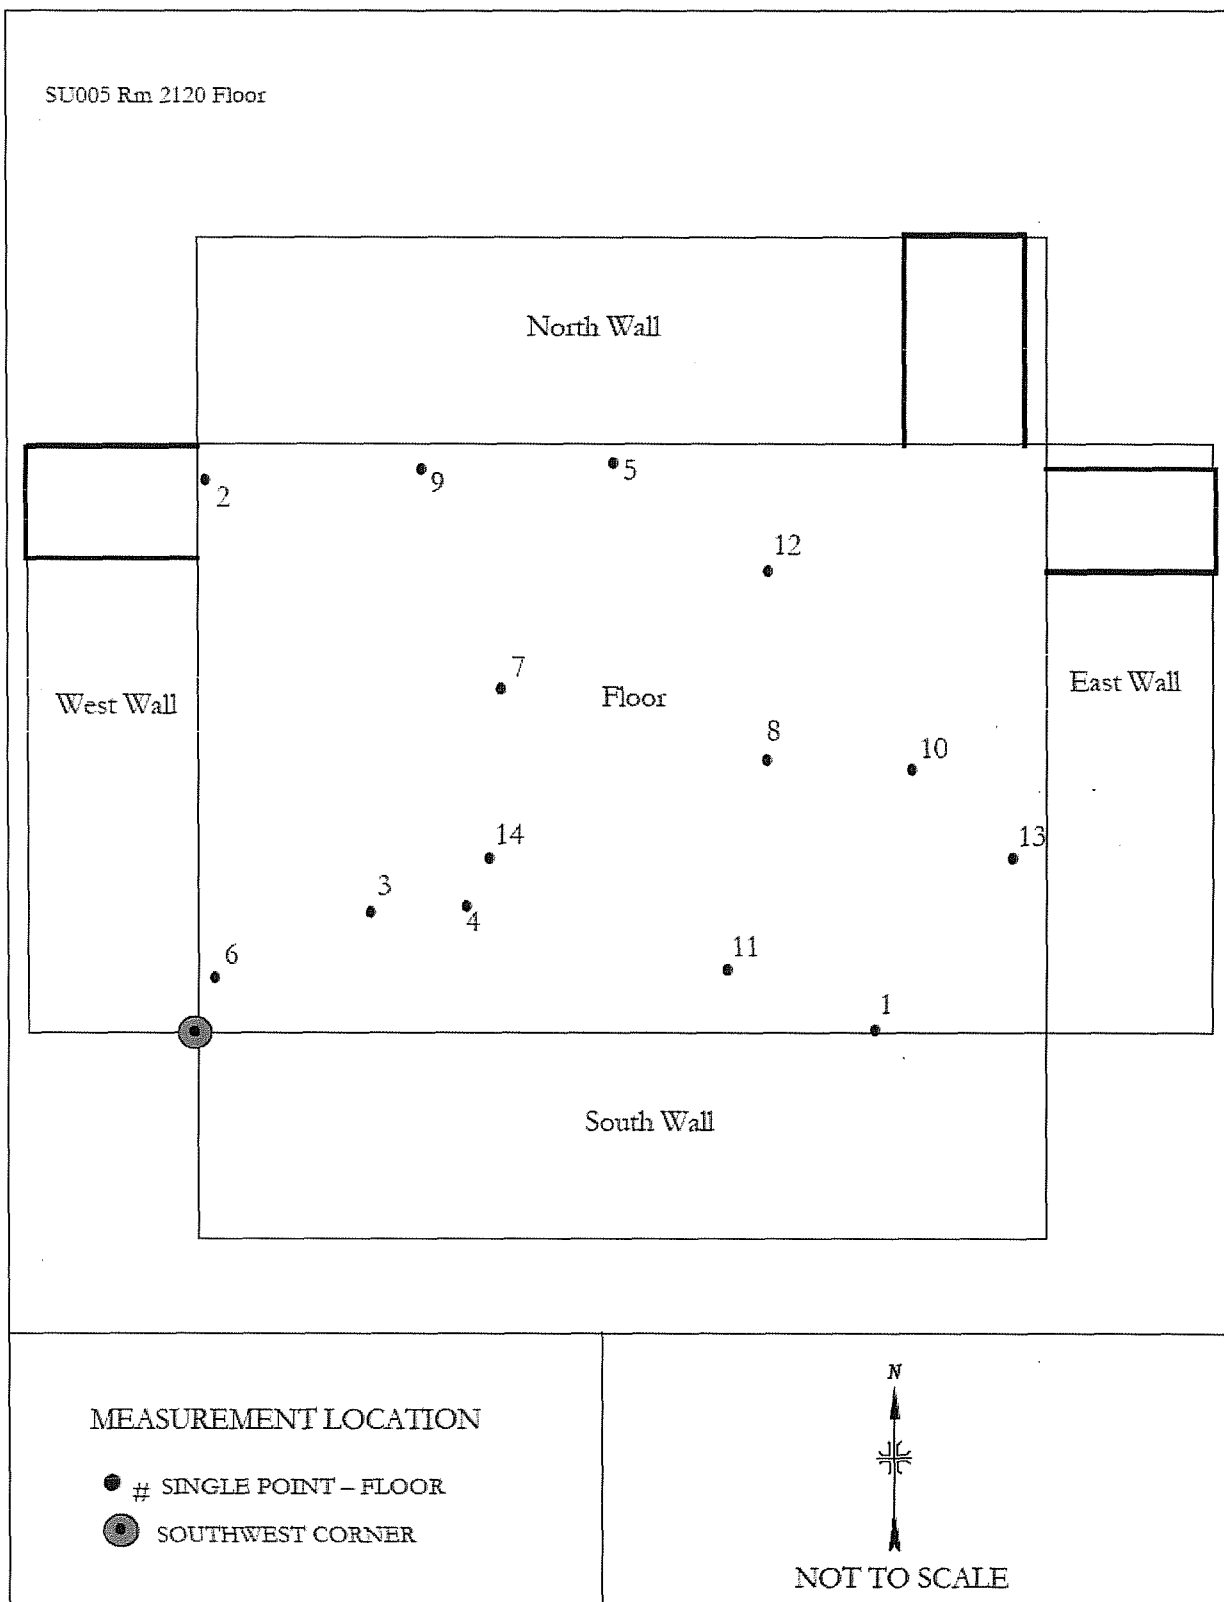 SU005 Rm 2120 Floor
North Wall
2
9
5
12
7
West Wall
Floor
East Wall
8
10
14
13
3
4
6
11
1
South Wall
MEASUREMENT LOCATION
# SINGLE POINT – FLOOR
SOUTHWEST CORNER
N
NOT TO SCALE